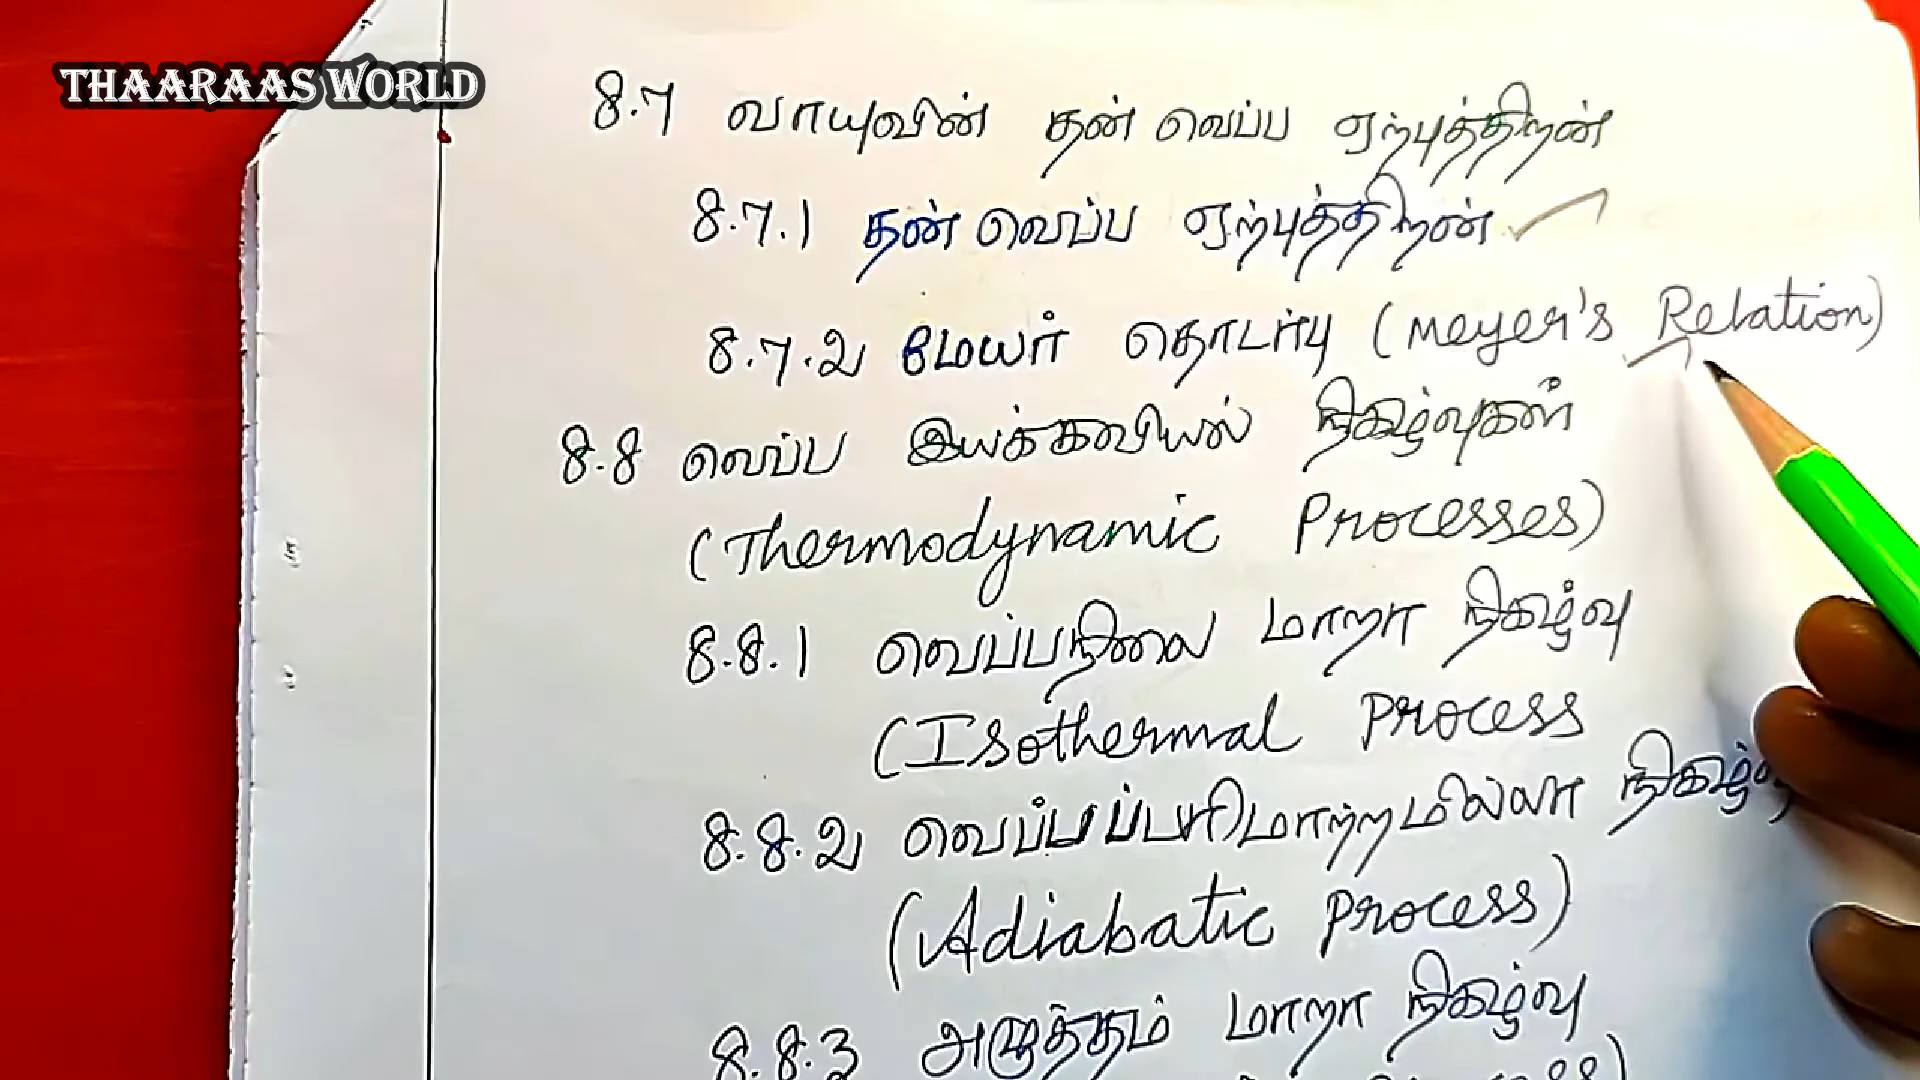 THAARAAS WORLD
8.7 வாயுவின் தன் வெப்ப ஏற்புத்திறன்
8.7.1 தன் வெப்ப ஏற்புத்திறன்
8.7.2 மேயர் தொடர்பு (Meyer's Relation)
8.8 வெப்ப இயக்கவியல் நிகழ்வுகள்
(Thermodynamic Processes)
8.8.1 வெப்பநிலை மாறா நிகழ்வு
(Isothermal Process
8.8.2 வெப்பப்பரிமாற்றமில்லா
(Adiabatic process)
8.8.3 அழுத்தம் மாறா நிகழ்வு